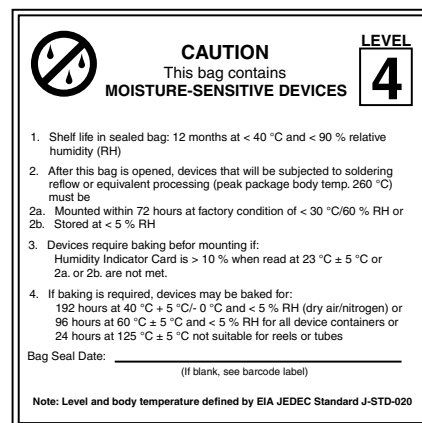 LEVEL
4
CAUTION
This bag contains
MOISTURE-SENSITIVE DEVICES
1. Shelf life in sealed bag: 12 months at < 40 °C and < 90 % relative
humidity (RH)
2. After this bag is opened, devices that will be subjected to soldering
reflow or equivalent processing (peak package body temp. 260 °C)
must be
2a. Mounted within 72 hours at factory condition of < 30 °C/60 % RH or
2b. Stored at < 5 % RH
3. Devices require baking befor mounting if:
Humidity Indicator Card is > 10 % when read at 23 °C ± 5 °C or
2a. or 2b. are not met.
4. If baking is required, devices may be baked for:
192 hours at 40 °C + 5 °C/- 0 °C and < 5 % RH (dry air/nitrogen) or
96 hours at 60 °C ± 5 °C and < 5 % RH for all device containers or
24 hours at 125 °C ± 5 °C not suitable for reels or tubes
Bag Seal Date:
(If blank, see barcode label)
Note: Level and body temperature defined by EIA JEDEC Standard J-STD-020